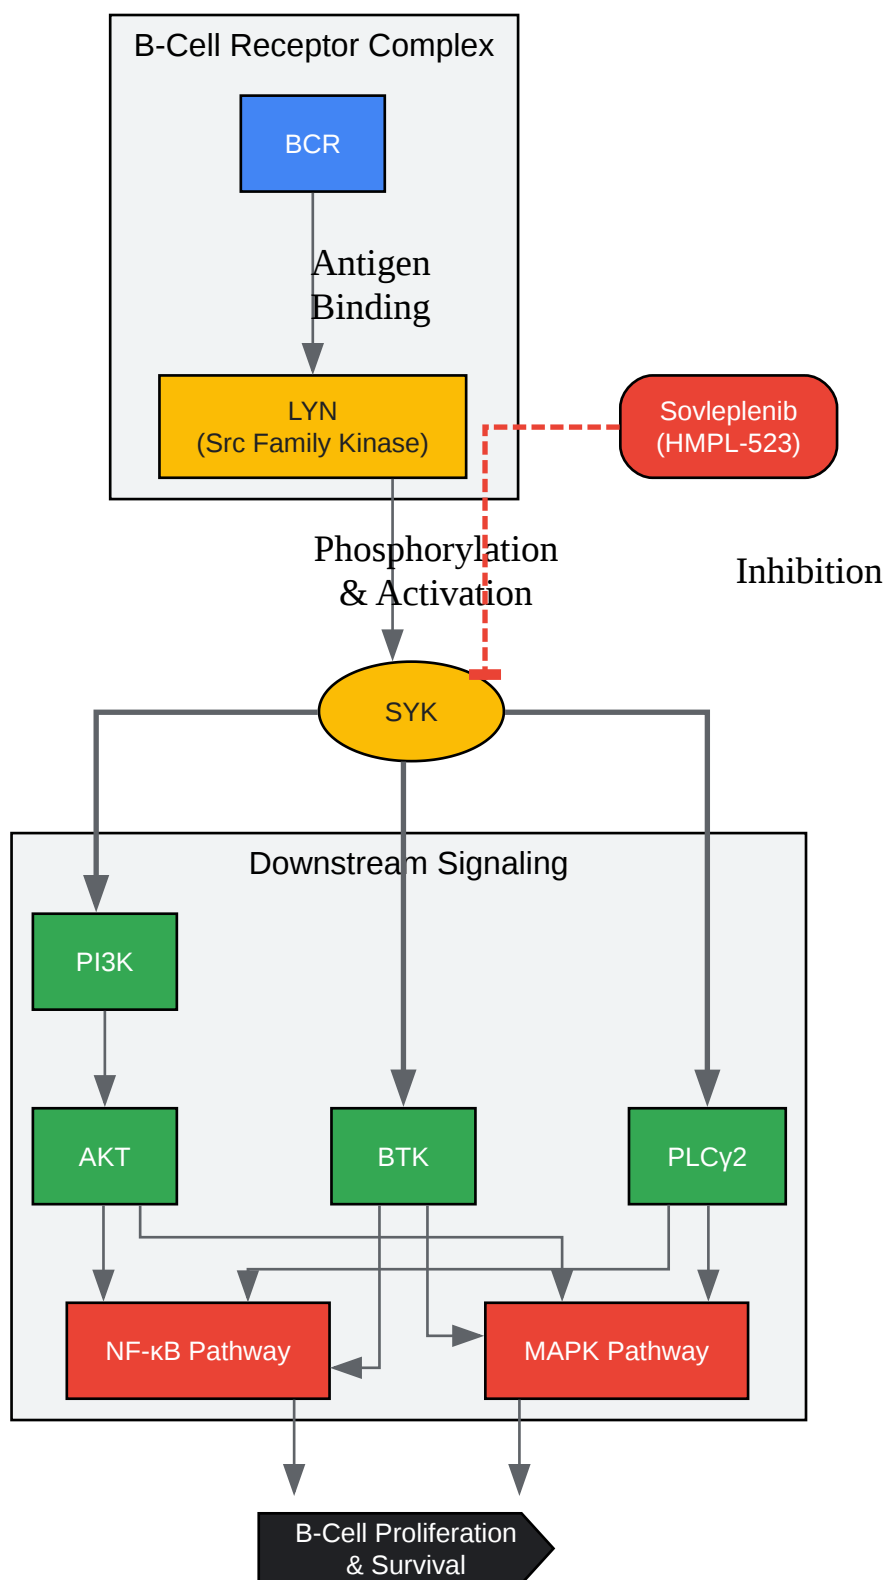 B-Cell Receptor Complex
BCR
Antigen
Binding
LYN
(Src Family Kinase)
Sovleplenib
(HMPL-523)
Phosphorylation
& Activation
Inhibition
SYK
Downstream Signaling
PI3K
AKT
BTK
PLCγ2
NF-κB Pathway
MAPK Pathway
B-Cell Proliferation
& Survival